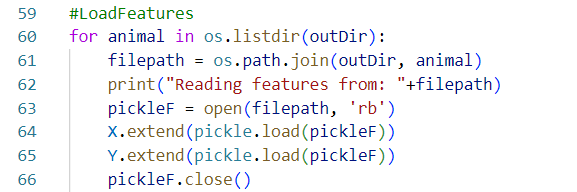 59 #LoadFeatures
60 for animal in os.listdir(outDir):
61 filepath = os.path.join(outDir, animal)
62 print("Reading features from: "+filepath)
63 pickleF = open(filepath, 'rb')
64 X.extend(pickle.load(pickleF))
65 Y.extend(pickle.load(pickleF))
66 pickleF.close()